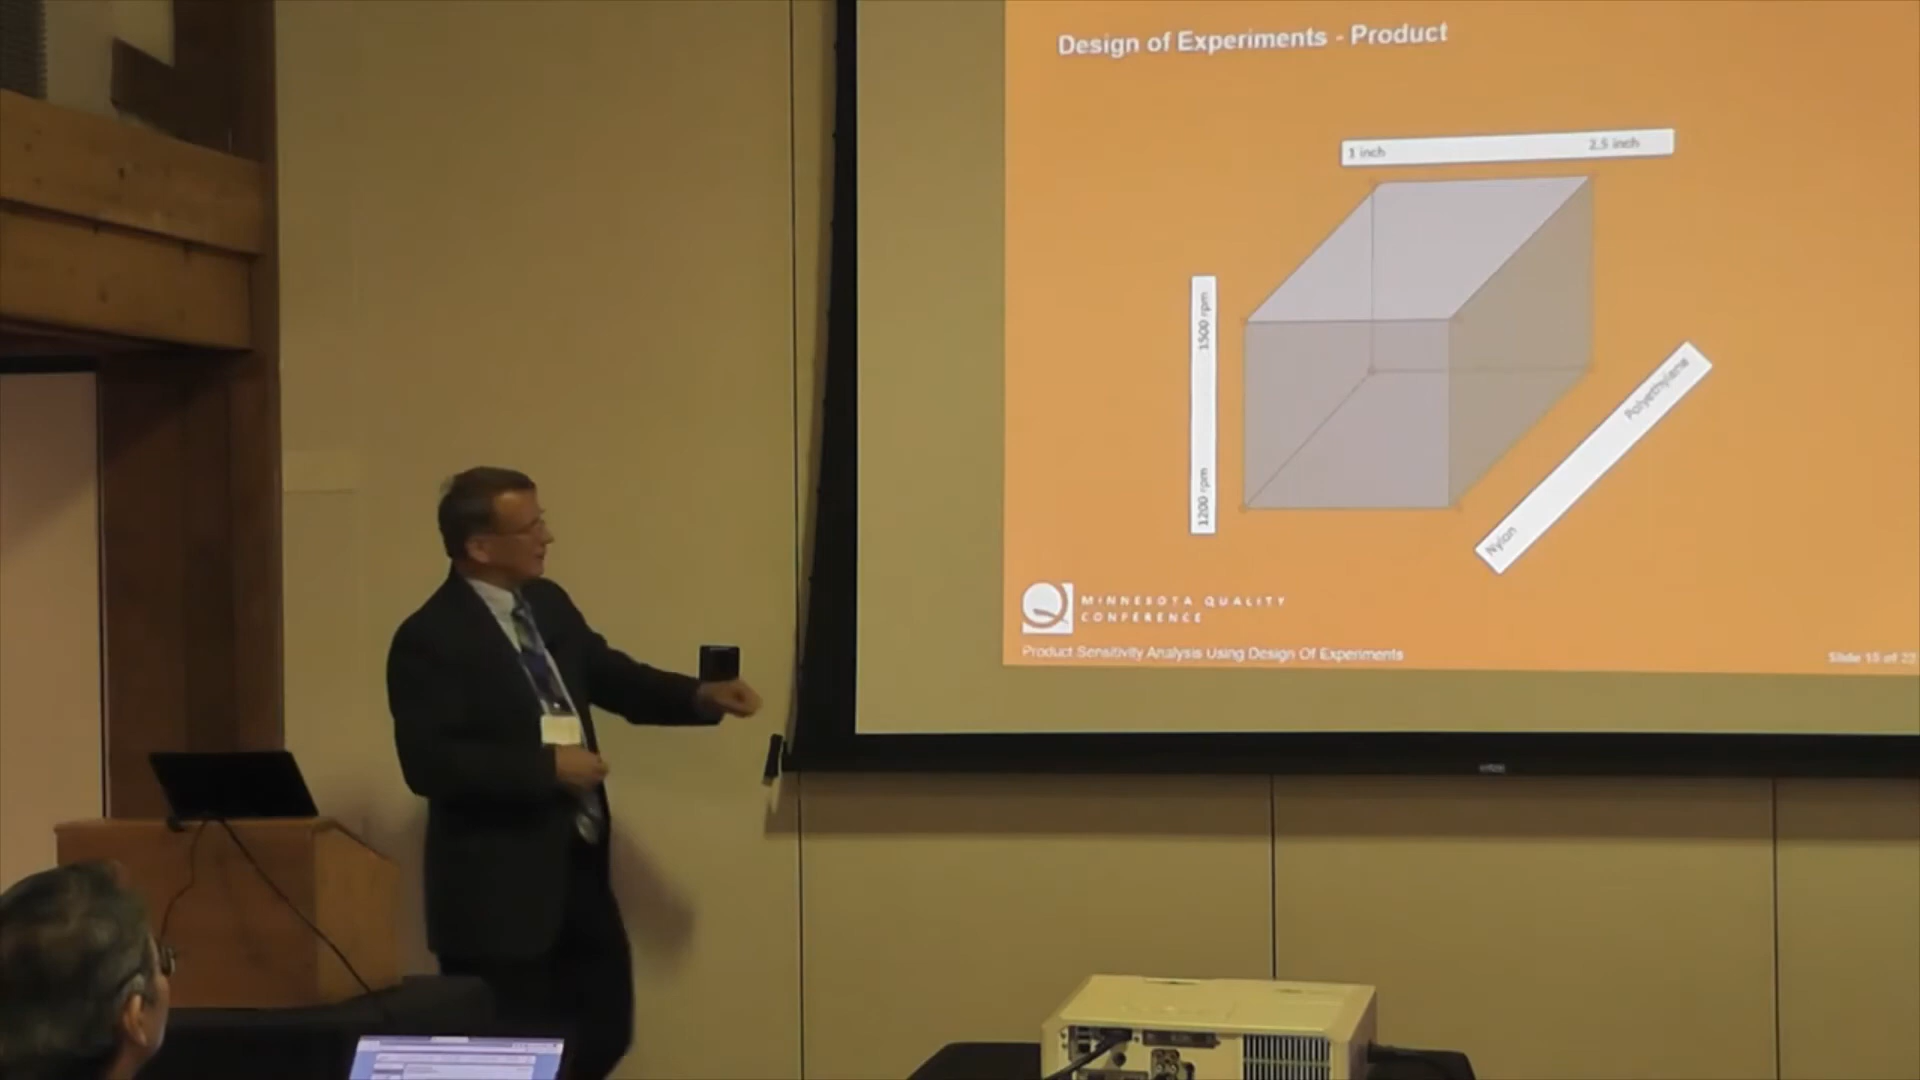 Design of Experiments - Product
1 inch 2.5 inch
1500 rpm
1200 rpm
Polyethylene
Nylon
MINNESOTA QUALITY
CONFERENCE
Product Sensitivity Analysis Using Design Of Experiments
Slide of 22